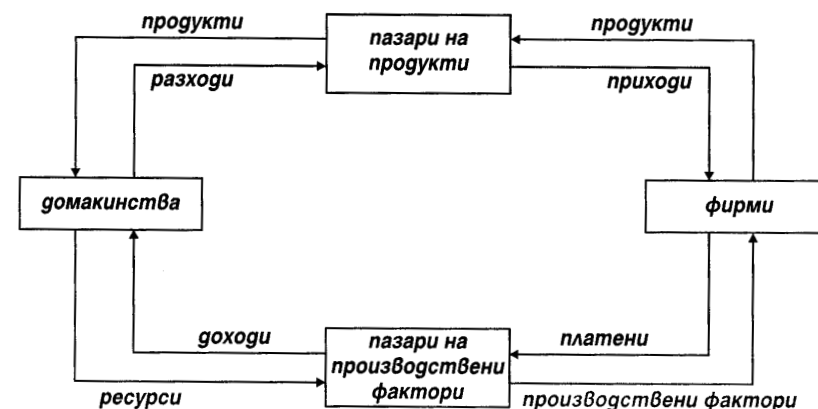 продукти
пазари на
продукти
продукти
разходи
приходи
домакинства
фирми
доходи
пазари на
производствени
фактори
платени
ресурси
производствени фактори